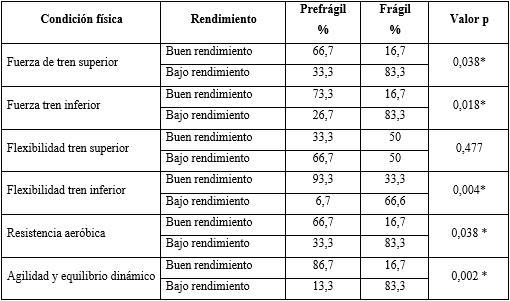 Condición física Rendimiento Prefrágil % Frágil % Valor p
Fuerza de tren superior Buen rendimiento 66,7 16,7 0,038*
Bajo rendimiento 33,3 83,3
Fuerza tren inferior Buen rendimiento 73,3 16,7 0,018*
Bajo rendimiento 26,7 83,3
Flexibilidad tren superior Buen rendimiento 33,3 50 0,477
Bajo rendimiento 66,7 50
Flexibilidad tren inferior Buen rendimiento 93,3 33,3 0,004*
Bajo rendimiento 6,7 66,6
Resistencia aeróbica Buen rendimiento 66,7 16,7 0,038 *
Bajo rendimiento 33,3 83,3
Agilidad y equilibrio dinámico Buen rendimiento 86,7 16,7 0,002 *
Bajo rendimiento 13,3 83,3